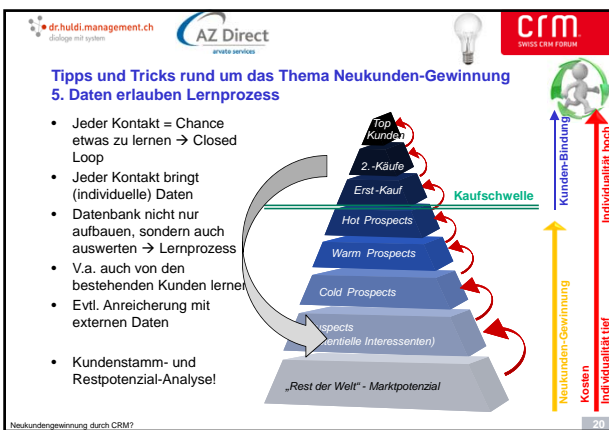 dr.huldi.management.ch
dialoge mit system
AZ Direct
arvato services
crm
SWISS CRM FORUM
Tipps und Tricks rund um das Thema Neukunden-Gewinnung
5. Daten erlauben Lernprozess
• Jeder Kontakt = Chance
etwas zu lernen → Closed
Loop
• Jeder Kontakt bringt
(individuelle) Daten
• Datenbank nicht nur
aufbauen, sondern auch
auswerten → Lernprozess
• V.a. auch von den
bestehenden Kunden lernen
• Evtl. Anreicherung mit
externen Daten
• Kundenstamm- und
Restpotenzial-Analyse!
Top
Kunden
2.-Käufe
Erst-Kauf
Kaufschwelle
Hot Prospects
Warm Prospects
Cold Prospects
uspects
tentielle Interessenten)
„Rest der Welt" - Marktpotenzial
Kunden-Bindung
Individualität hoch
Neukunden-Gewinnung
Kosten
Individualität tief
Neukundengewinnung durch CRM?
20